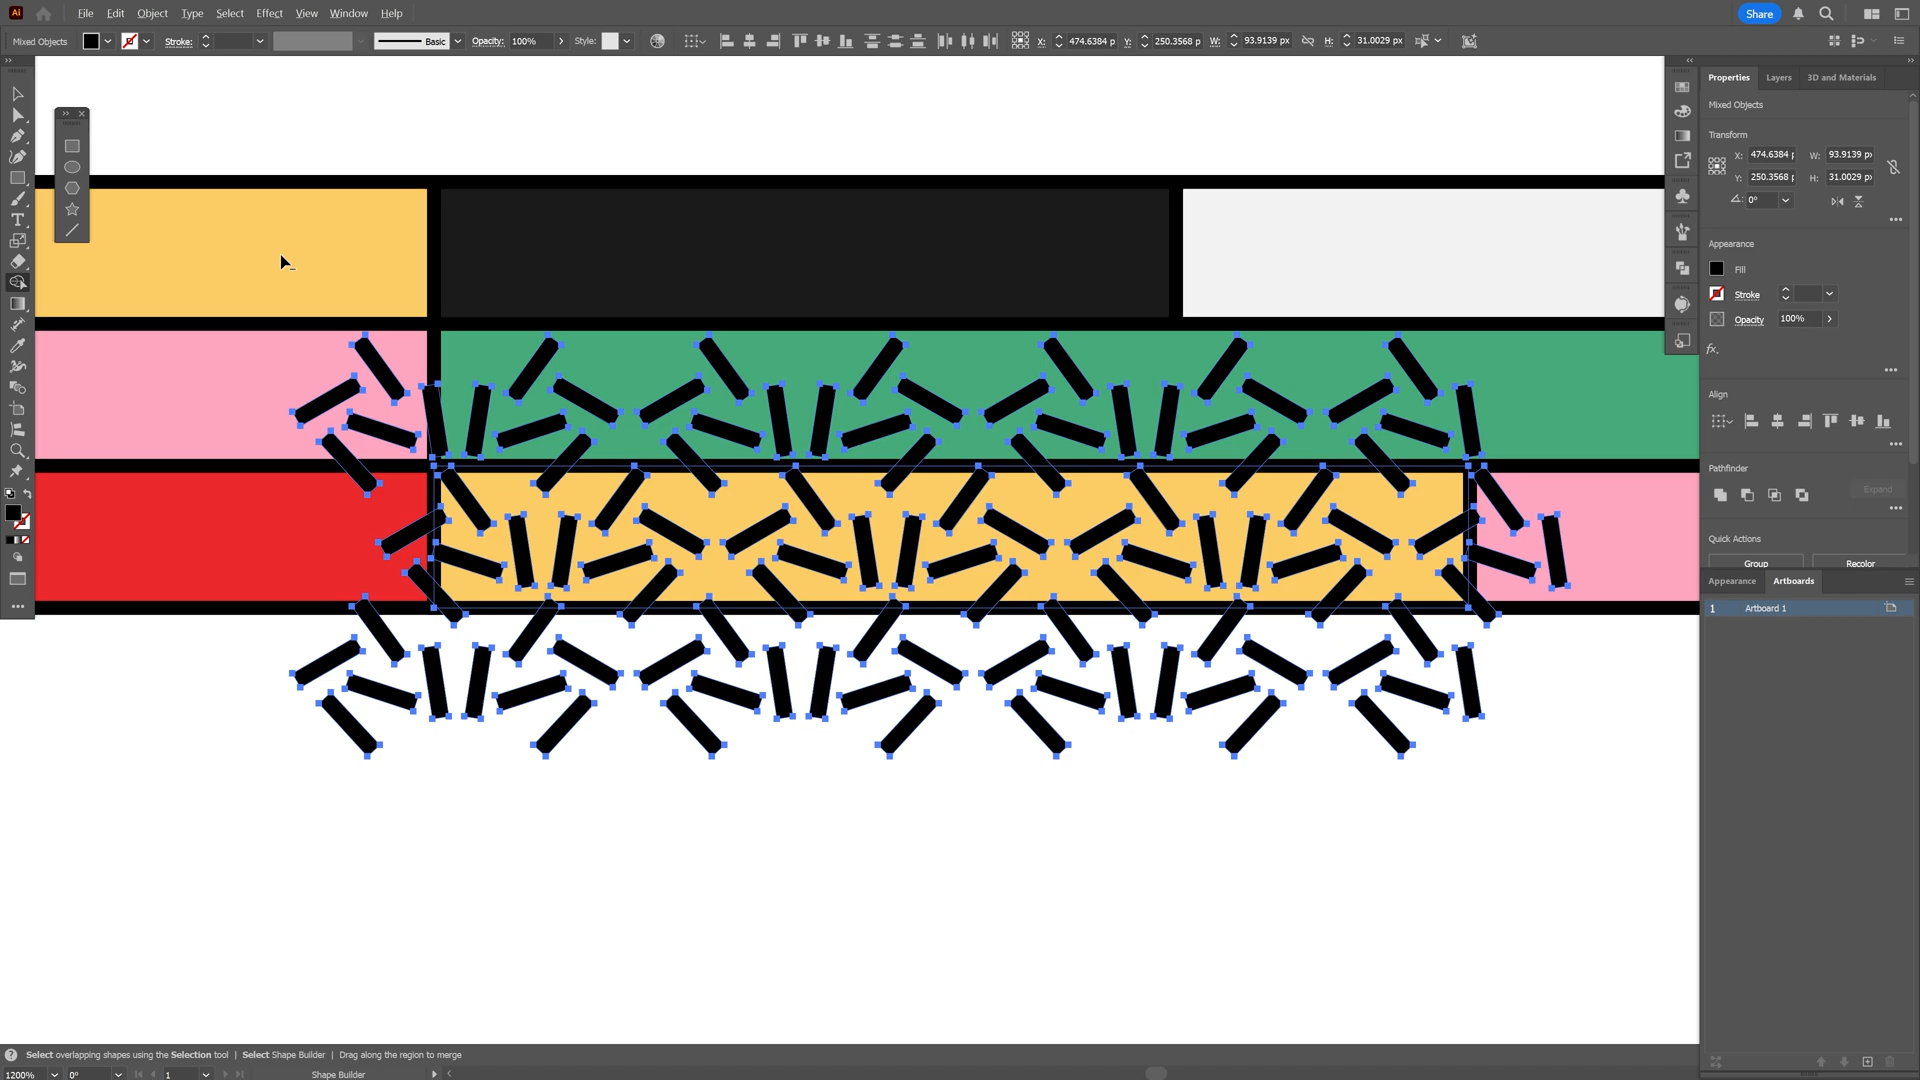 Ai File Edit Object Type Select Effect View Window Help Share
Mixed Objects Stroke: Basic Opacity: 100% Style: X: 474.6384 p Y: 250.3568 p W: 93.9139 px H: 31.0029 px
Properties Layers 3D and Materials
Mixed Objects
Transform
X: 474.6384 p W: 93.9139 p
Y: 250.3568 p H: 31.0029 px
0°
Appearance
Fill
Stroke
Opacity 100%
fx.
Align
Pathfinder
Expand
Quick Actions
Group Recolor
Appearance Artboards
1 Artboard 1
Select overlapping shapes using the Selection tool | Select Shape Builder | Drag along the region to merge
1200% 0° 1 Shape Builder